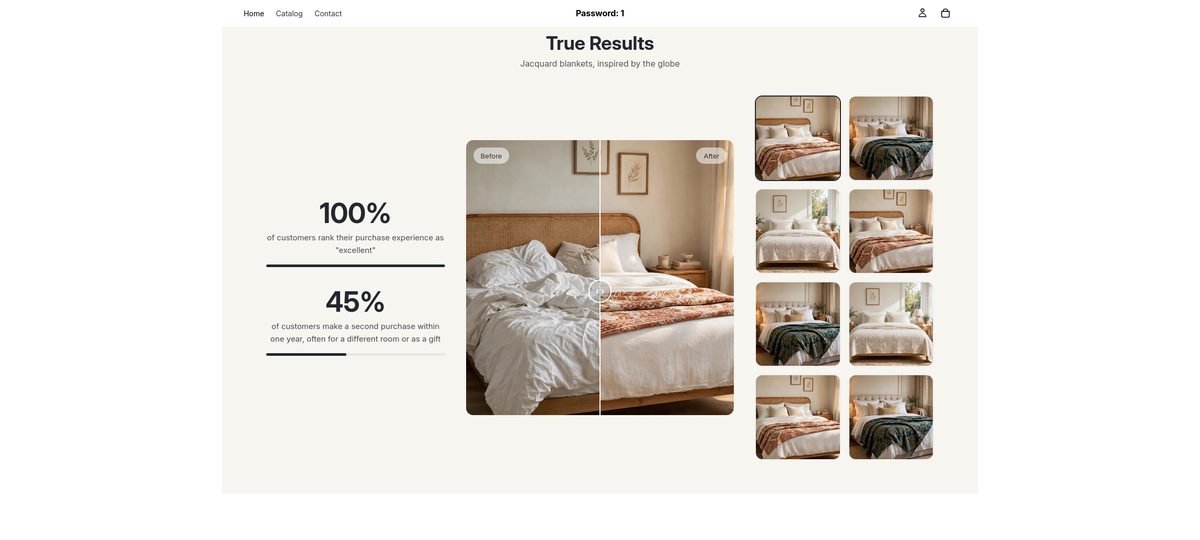 Home Catalog Contact Password: 1
True Results
Jacquard blankets, inspired by the globe
100%
of customers rank their purchase experience as
"excellent"
45%
of customers make a second purchase within
one year, often for a different room or as a gift
Before
After